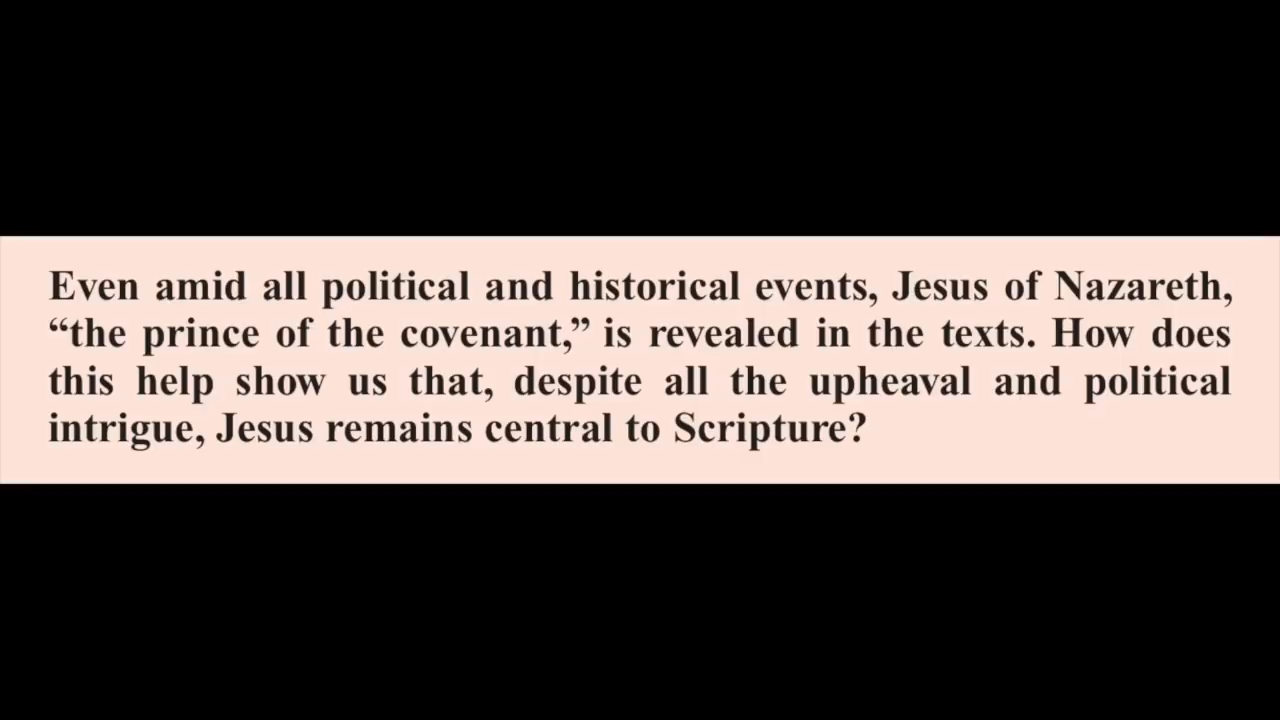 Even amid all political and historical events, Jesus of Nazareth,
“the prince of the covenant,” is revealed in the texts. How does
this help show us that, despite all the upheaval and political
intrigue, Jesus remains central to Scripture?